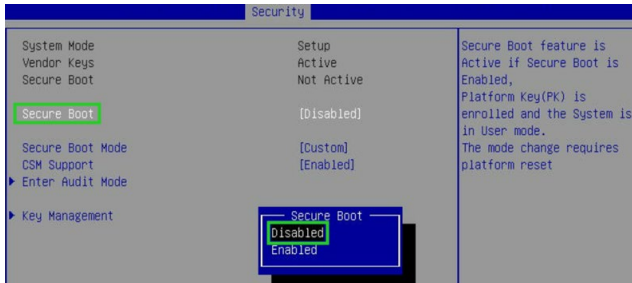 Security
System Mode Setup
Vendor Keys Active
Secure Boot Not Active
Secure Boot [Disabled]
Secure Boot Mode [Custom]
CSM Support [Enabled]
Enter Audit Mode
Key Management
Secure Boot
Disabled
Enabled
Secure Boot feature is
Active if Secure Boot is
Enabled,
Platform Key(PK) is
enrolled and the System is
in User mode.
The mode change requires
platform reset